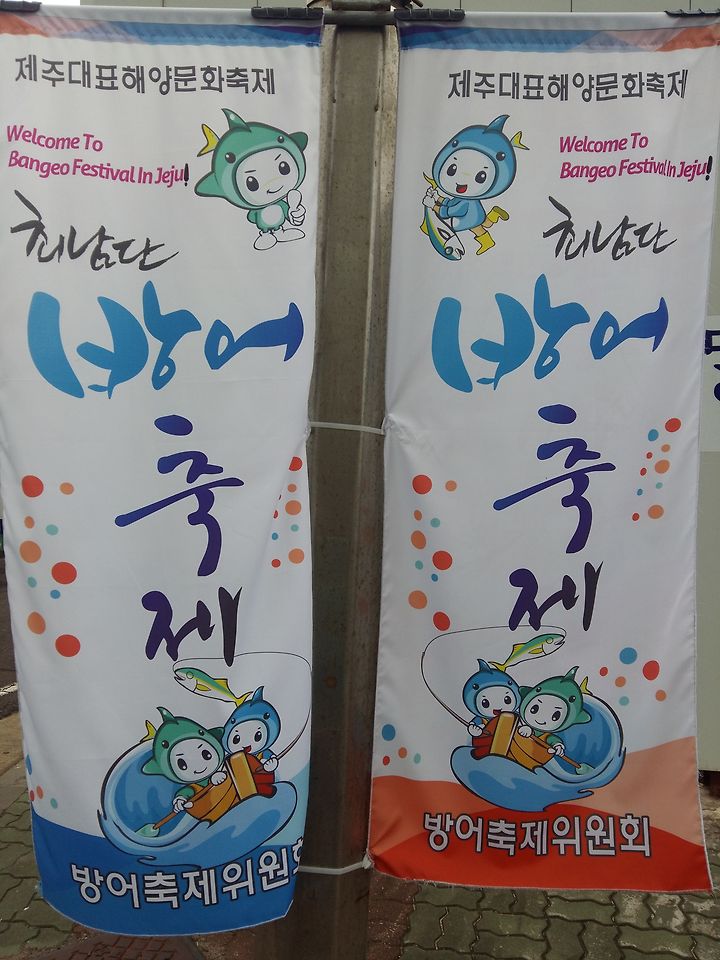 제주대표해양문화축제
Welcome To
Bangeo Festival In Jeju!
최남단
방어
축
제
방어축제위원회
제주대표해양문화축제
Welcome To
Bangeo Festival In Jeju!
최남단
방어
축
제
방어축제위원회